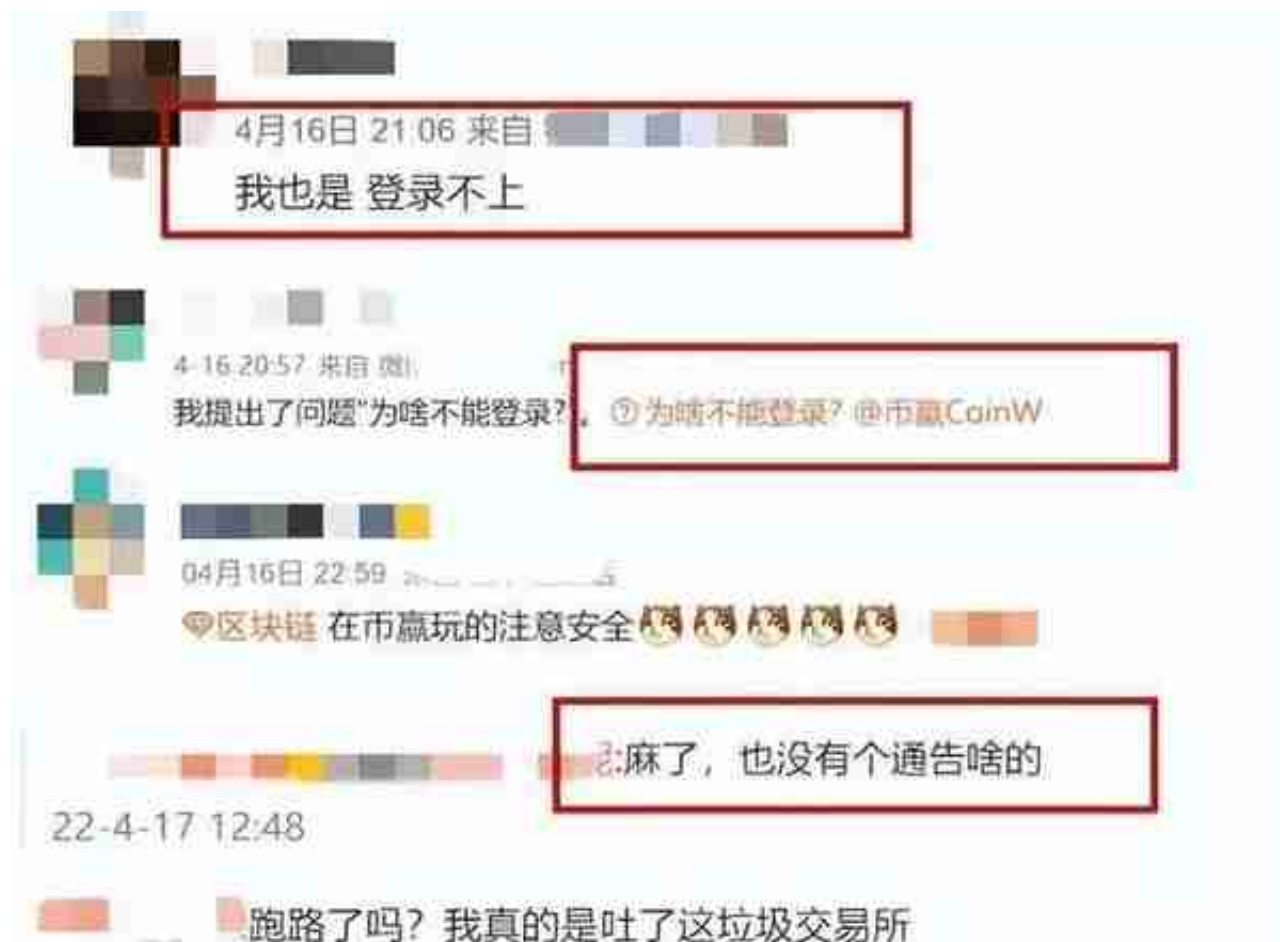 4月16日 21:06 来自
我也是 登录不上
4-16 20:57 来自 微
我提出了问题"为啥不能登录?", 为啥不能登录? @币赢CoinW
04月16日 22:59
区块链 在币赢玩的注意安全
:麻了，也没有个通告啥的
22-4-17 12:48
跑路了吗？我真的是吐了这垃圾交易所